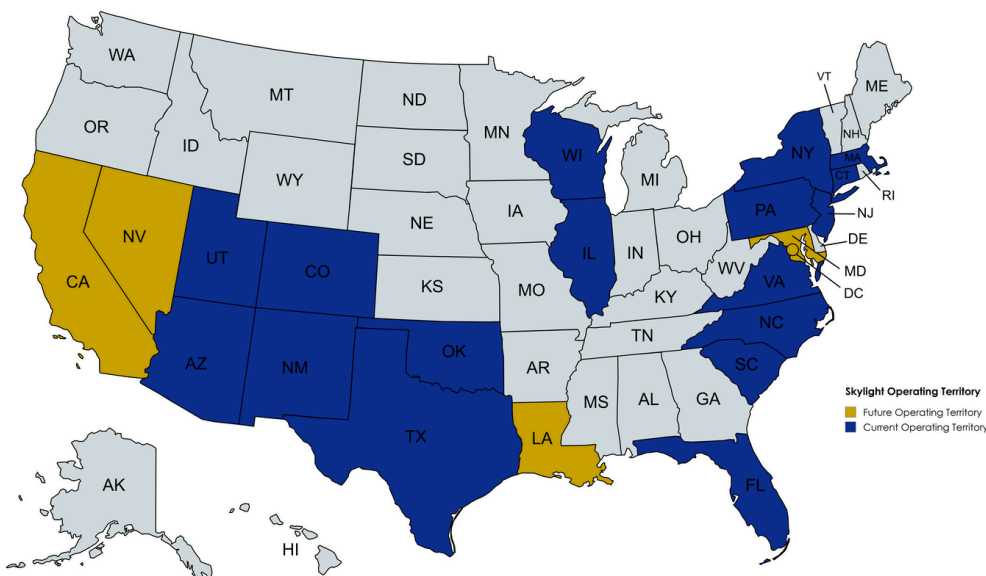 WA
MT
ND
MN
VT
ME
OR
ID
WY
SD
WI
MI
NY
NH
MA
CT
RI
NV
UT
CO
NE
IA
IL
IN
OH
PA
NJ
DE
MD
DC
CA
KS
MO
KY
WV
VA
AZ
NM
OK
AR
TN
NC
SC
TX
LA
MS
AL
GA
FL
AK
HI
Skylight Operating Territory
Future Operating Territory
Current Operating Territory